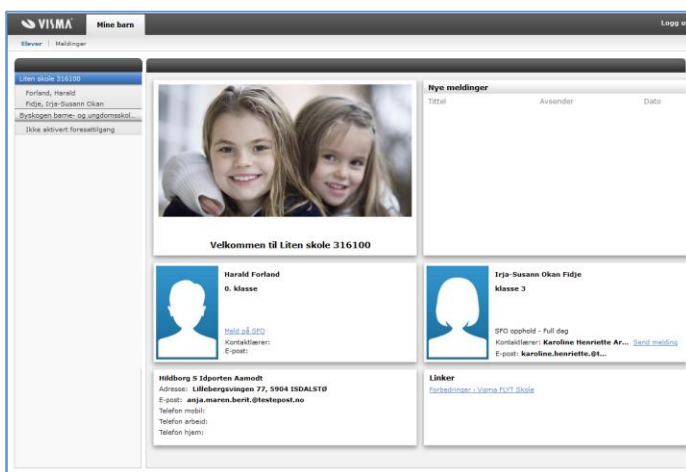 VISMA
Mine barn
Logg u
Elever | Meldinger
Liten skole 316100
Forland, Harald
Fidje, Irja-Susann Okan
Byskogen barne- og ungdomsskol...
Ikke aktivert foresattilgang
Velkommen til Liten skole 316100
Nye meldinger
Tittel Avsender Dato
Harald Forland
0. klasse
Meld på SFO
Kontaktlærer:
E-post:
Irja-Susann Okan Fidje
klasse 3
SFO opphold - Full dag
Kontaktlærer: Karoline Henriette Ar... Send melding
E-post: karoline.henriette.@t...
Hildborg S Idporten Aamodt
Adresse: Lillebergsvingen 77, 5904 ISDALSTØ
E-post: anja.maren.berit.@testepost.no
Telefon mobil:
Telefon arbeid:
Telefon hjem:
Linker
Forbedringer i Visma FLYT Skole